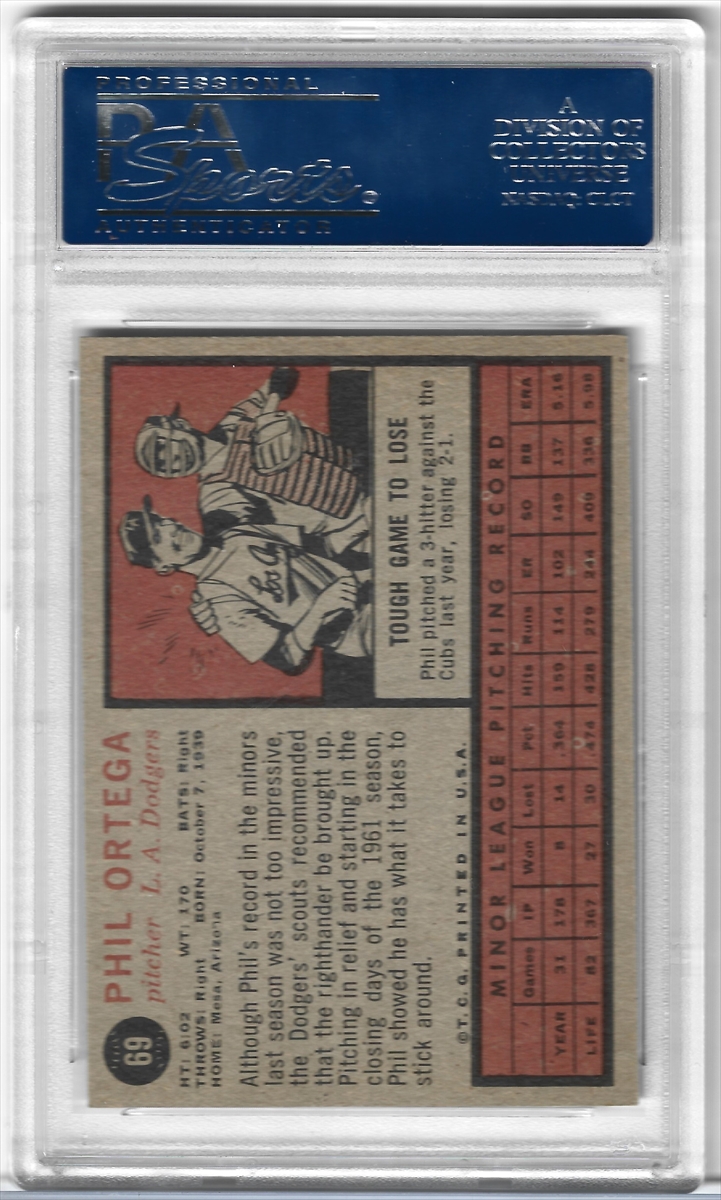 PROFESSIONAL
PSA
Sports.
AUTHENTICATOR
A
DIVISION OF
COLLECTORS
UNIVERSE
NASDAQ: CLCT
69
PHIL ORTEGA
pitcher L. A. Dodgers
HT: 6:02 WT: 170 BATS: Right
THROWS: Right BORN: October 7, 1939
HOME: Mesa, Arizona
Although Phil's record in the minors
last season was not too impressive,
the Dodgers' scouts recommended
that the righthander be brought up.
Pitching in relief and starting in the
closing days of the 1961 season,
Phil showed he has what it takes to
stick around.
©T. C. G. PRINTED IN U. S. A.
Los An
TOUGH GAME TO LOSE
Phil pitched a 3-hitter against the
Cubs last year, losing 2-1.
MINOR LEAGUE PITCHING RECORD
Games IP Won Lost Pct Hits Runs ER SO BB ERA
YEAR 31 178 8 14 .364 159 114 102 149 137 5.16
LIFE 82 367 27 30 .474 428 279 244 409 336 5.98